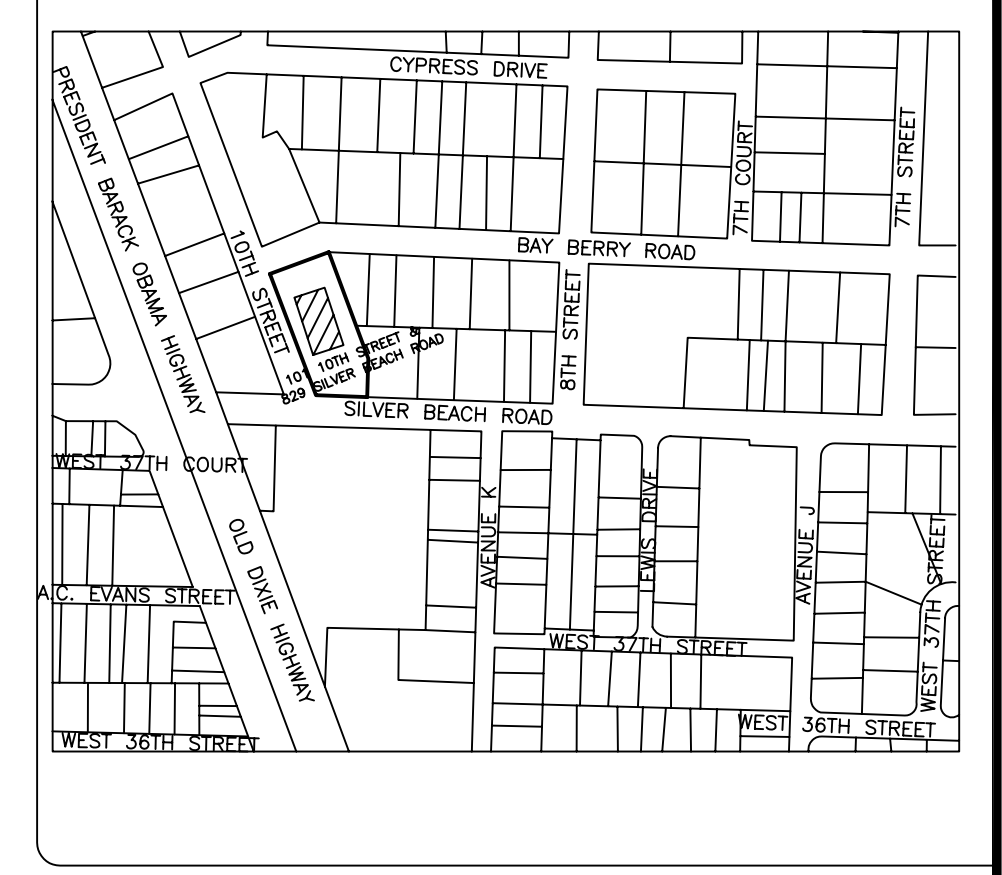 CYPRESS DRIVE
PRESIDENT BARACK OBAMA HIGHWAY
7TH COURT
7TH STREET
10TH STREET
BAY BERRY ROAD
8TH STREET
101 10TH STREET &
829 SILVER BEACH ROAD
SILVER BEACH ROAD
WEST 37TH COURT
AVENUE K
LEWIS DRIVE
AVENUE J
WEST 37TH STREET
OLD DIXIE HIGHWAY
A.C. EVANS STREET
WEST 37TH STREET
WEST 36TH STREET
WEST 36TH STREET